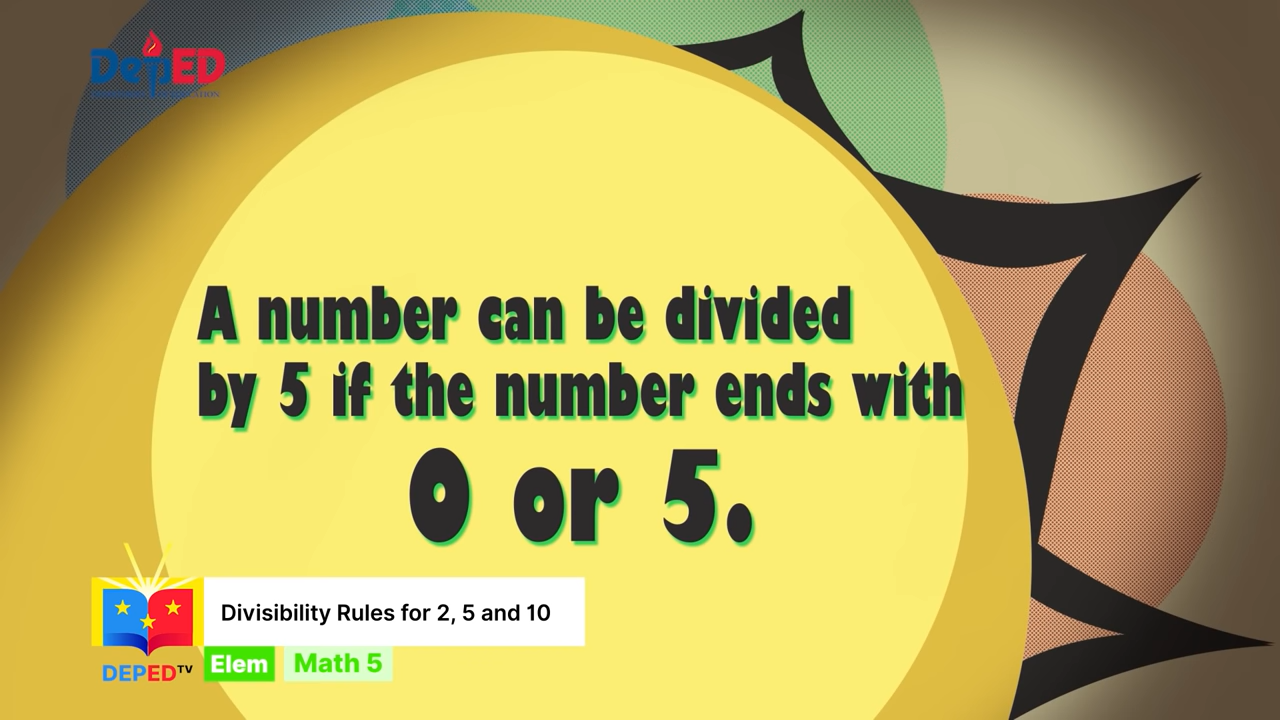 DepED
A number can be divided
by 5 if the number ends with
0 or 5.
Divisibility Rules for 2, 5 and 10
DEPED TV
Elem Math 5